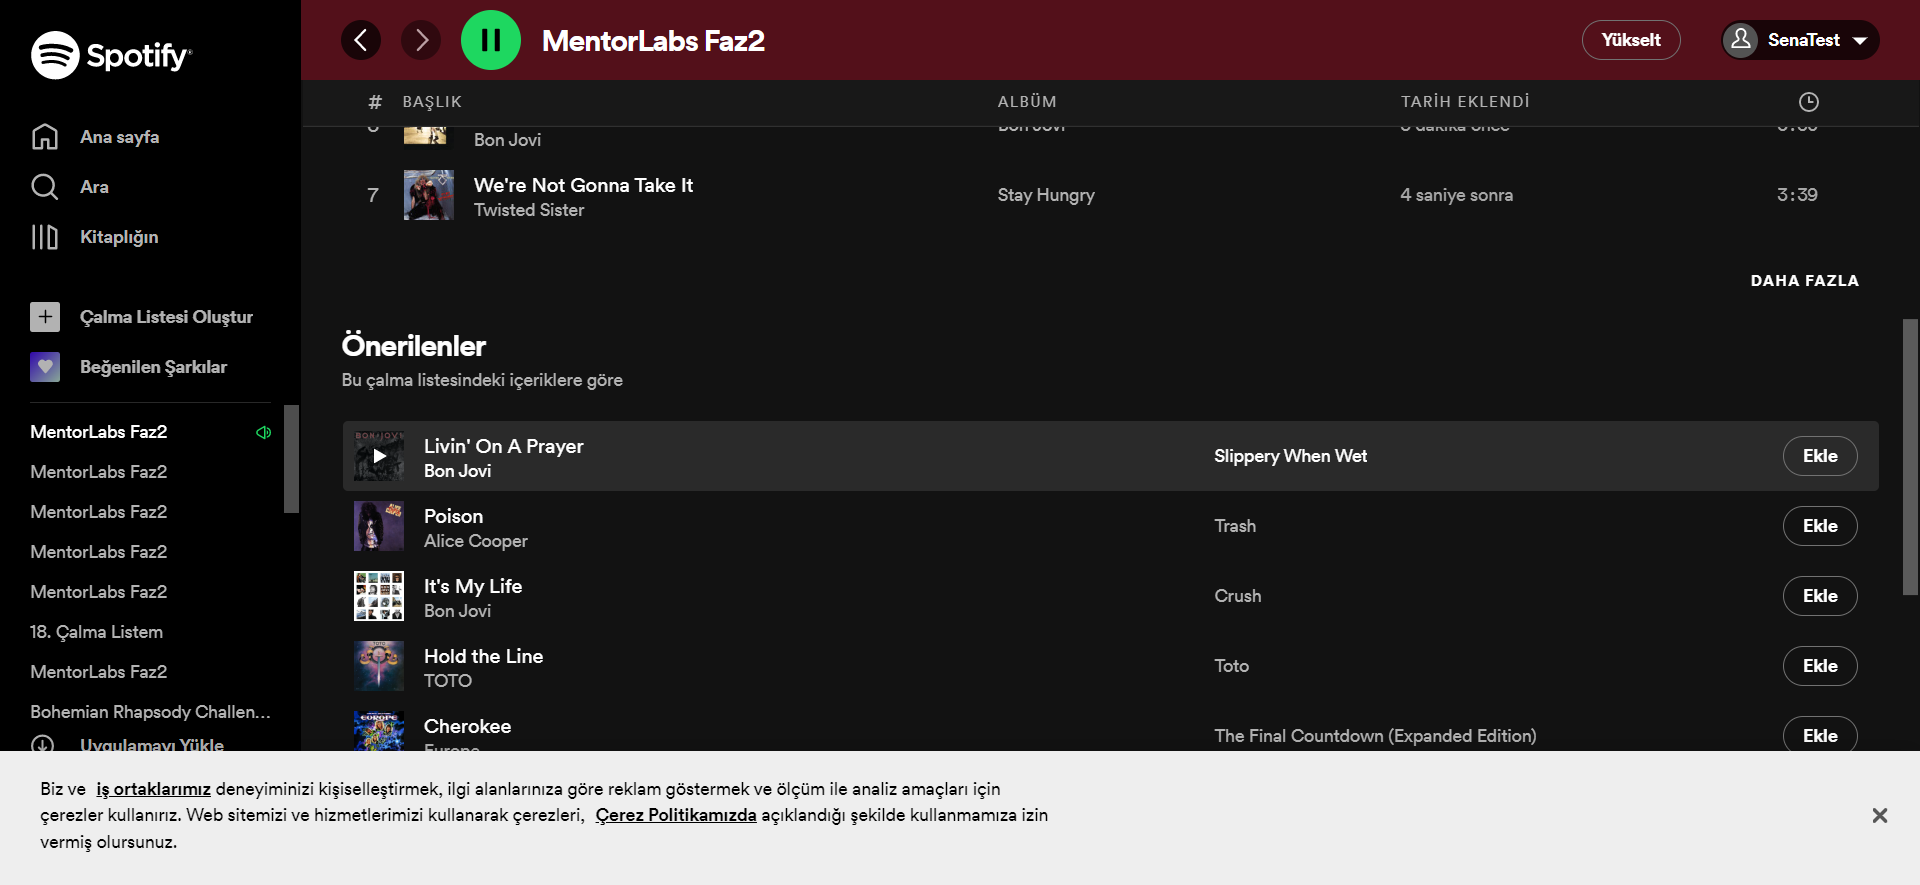 Spotify
MentorLabs Faz2
Yükselt
SenaTest
Ana sayfa
Ara
Kitaplığın
Çalma Listesi Oluştur
Beğenilen Şarkılar
MentorLabs Faz2
MentorLabs Faz2
MentorLabs Faz2
MentorLabs Faz2
MentorLabs Faz2
18. Çalma Listem
MentorLabs Faz2
Bohemian Rhapsody Challen...
Uygulamayı Yükle
# BAŞLIK ALBÜM TARİH EKLENDİ
Bon Jovi
Bon Jovi
7 We're Not Gonna Take It Stay Hungry 4 saniye sonra 3:39
Twisted Sister
DAHA FAZLA
Önerilenler
Bu çalma listesindeki içeriklere göre
BON JOVI
Livin' On A Prayer Slippery When Wet Ekle
Bon Jovi
Poison Trash Ekle
Alice Cooper
It's My Life Crush Ekle
Bon Jovi
Hold the Line Toto Ekle
TOTO
EUROPE
Cherokee The Final Countdown (Expanded Edition) Ekle
Europe
Biz ve iş ortaklarımız deneyiminizi kişiselleştirmek, ilgi alanlarınıza göre reklam göstermek ve ölçüm ile analiz amaçları için
çerezler kullanırız. Web sitemizi ve hizmetlerimizi kullanarak çerezleri, Çerez Politikamızda açıklandığı şekilde kullanmamıza izin
vermiş olursunuz.